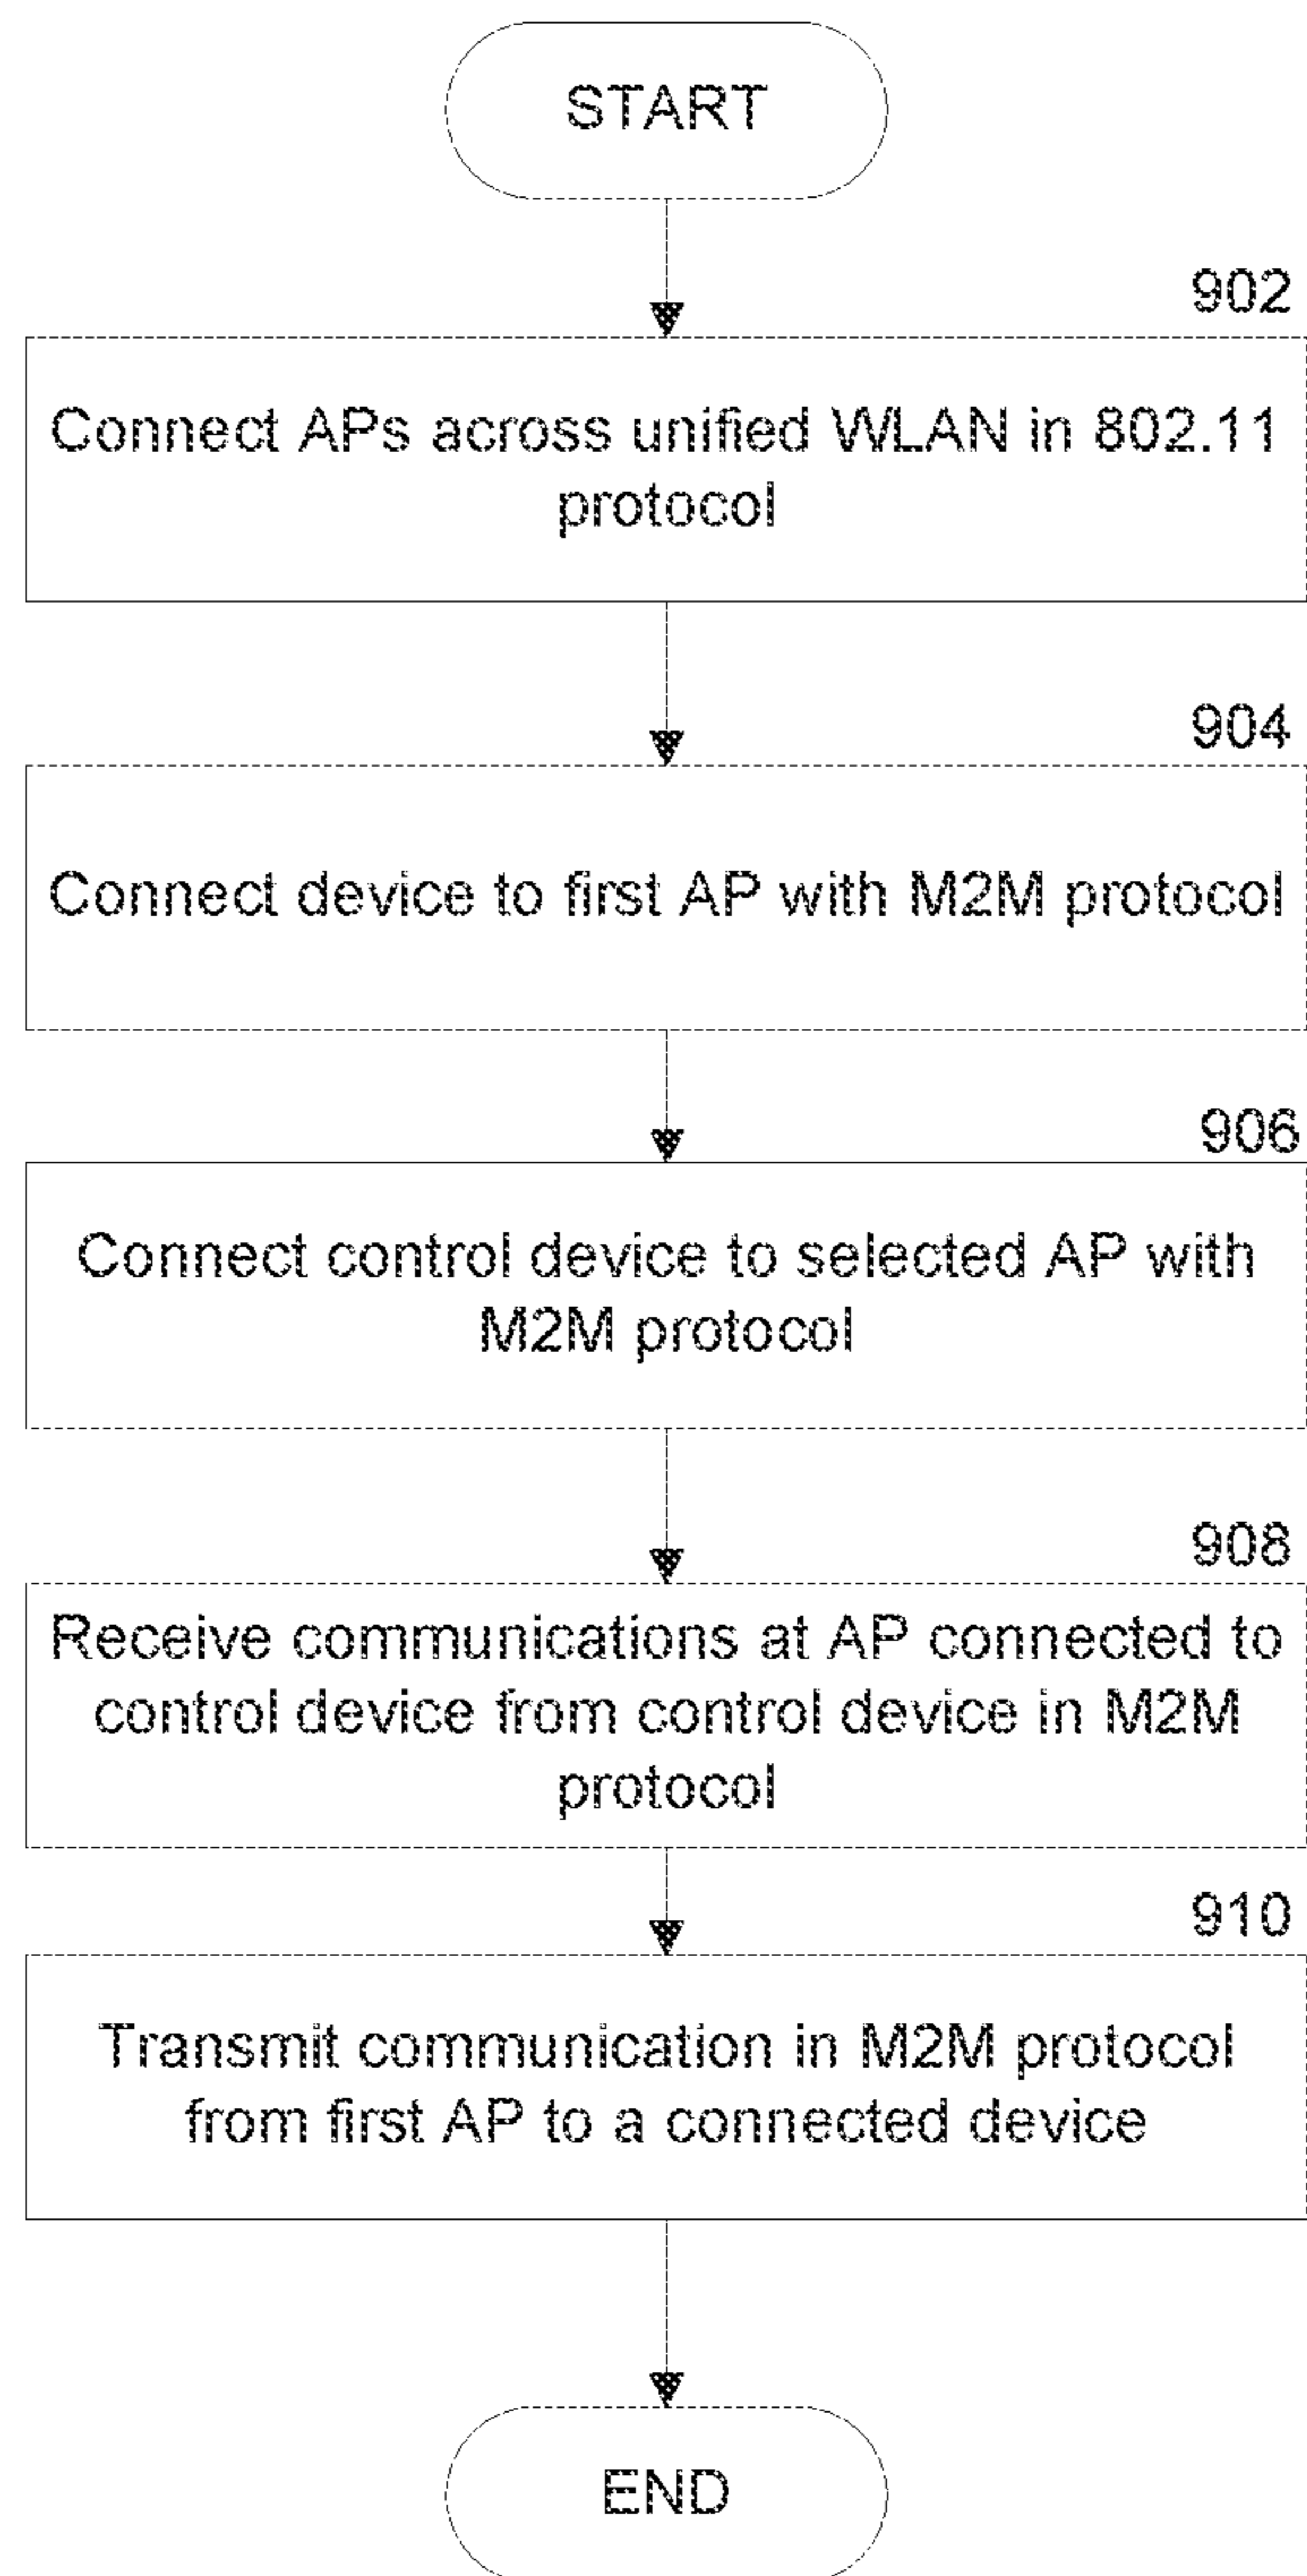 START
902
Connect APs across unified WLAN in 802.11
protocol
904
Connect device to first AP with M2M protocol
906
Connect control device to selected AP with
M2M protocol
908
Receive communications at AP connected to
control device from control device in M2M
protocol
910
Transmit communication in M2M protocol
from first AP to a connected device
END